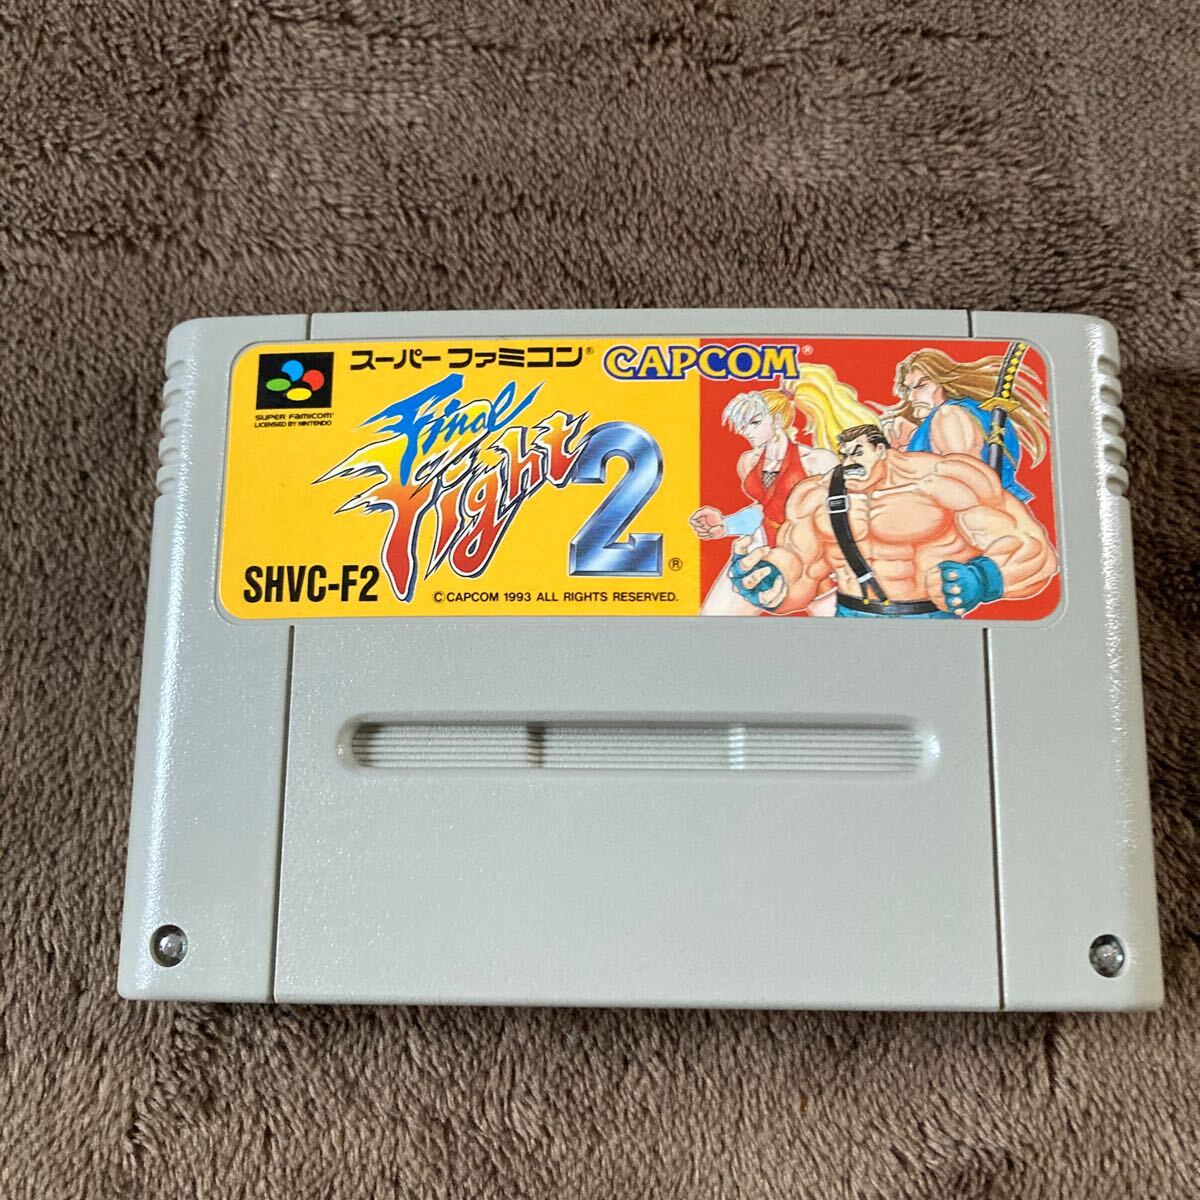 スーパーファミコン® CAPCOM®
SUPER FAMICOM
LICENSED BY NINTENDO
Final
Fight 2®
SHVC-F2
© CAPCOM 1993 ALL RIGHTS RESERVED.